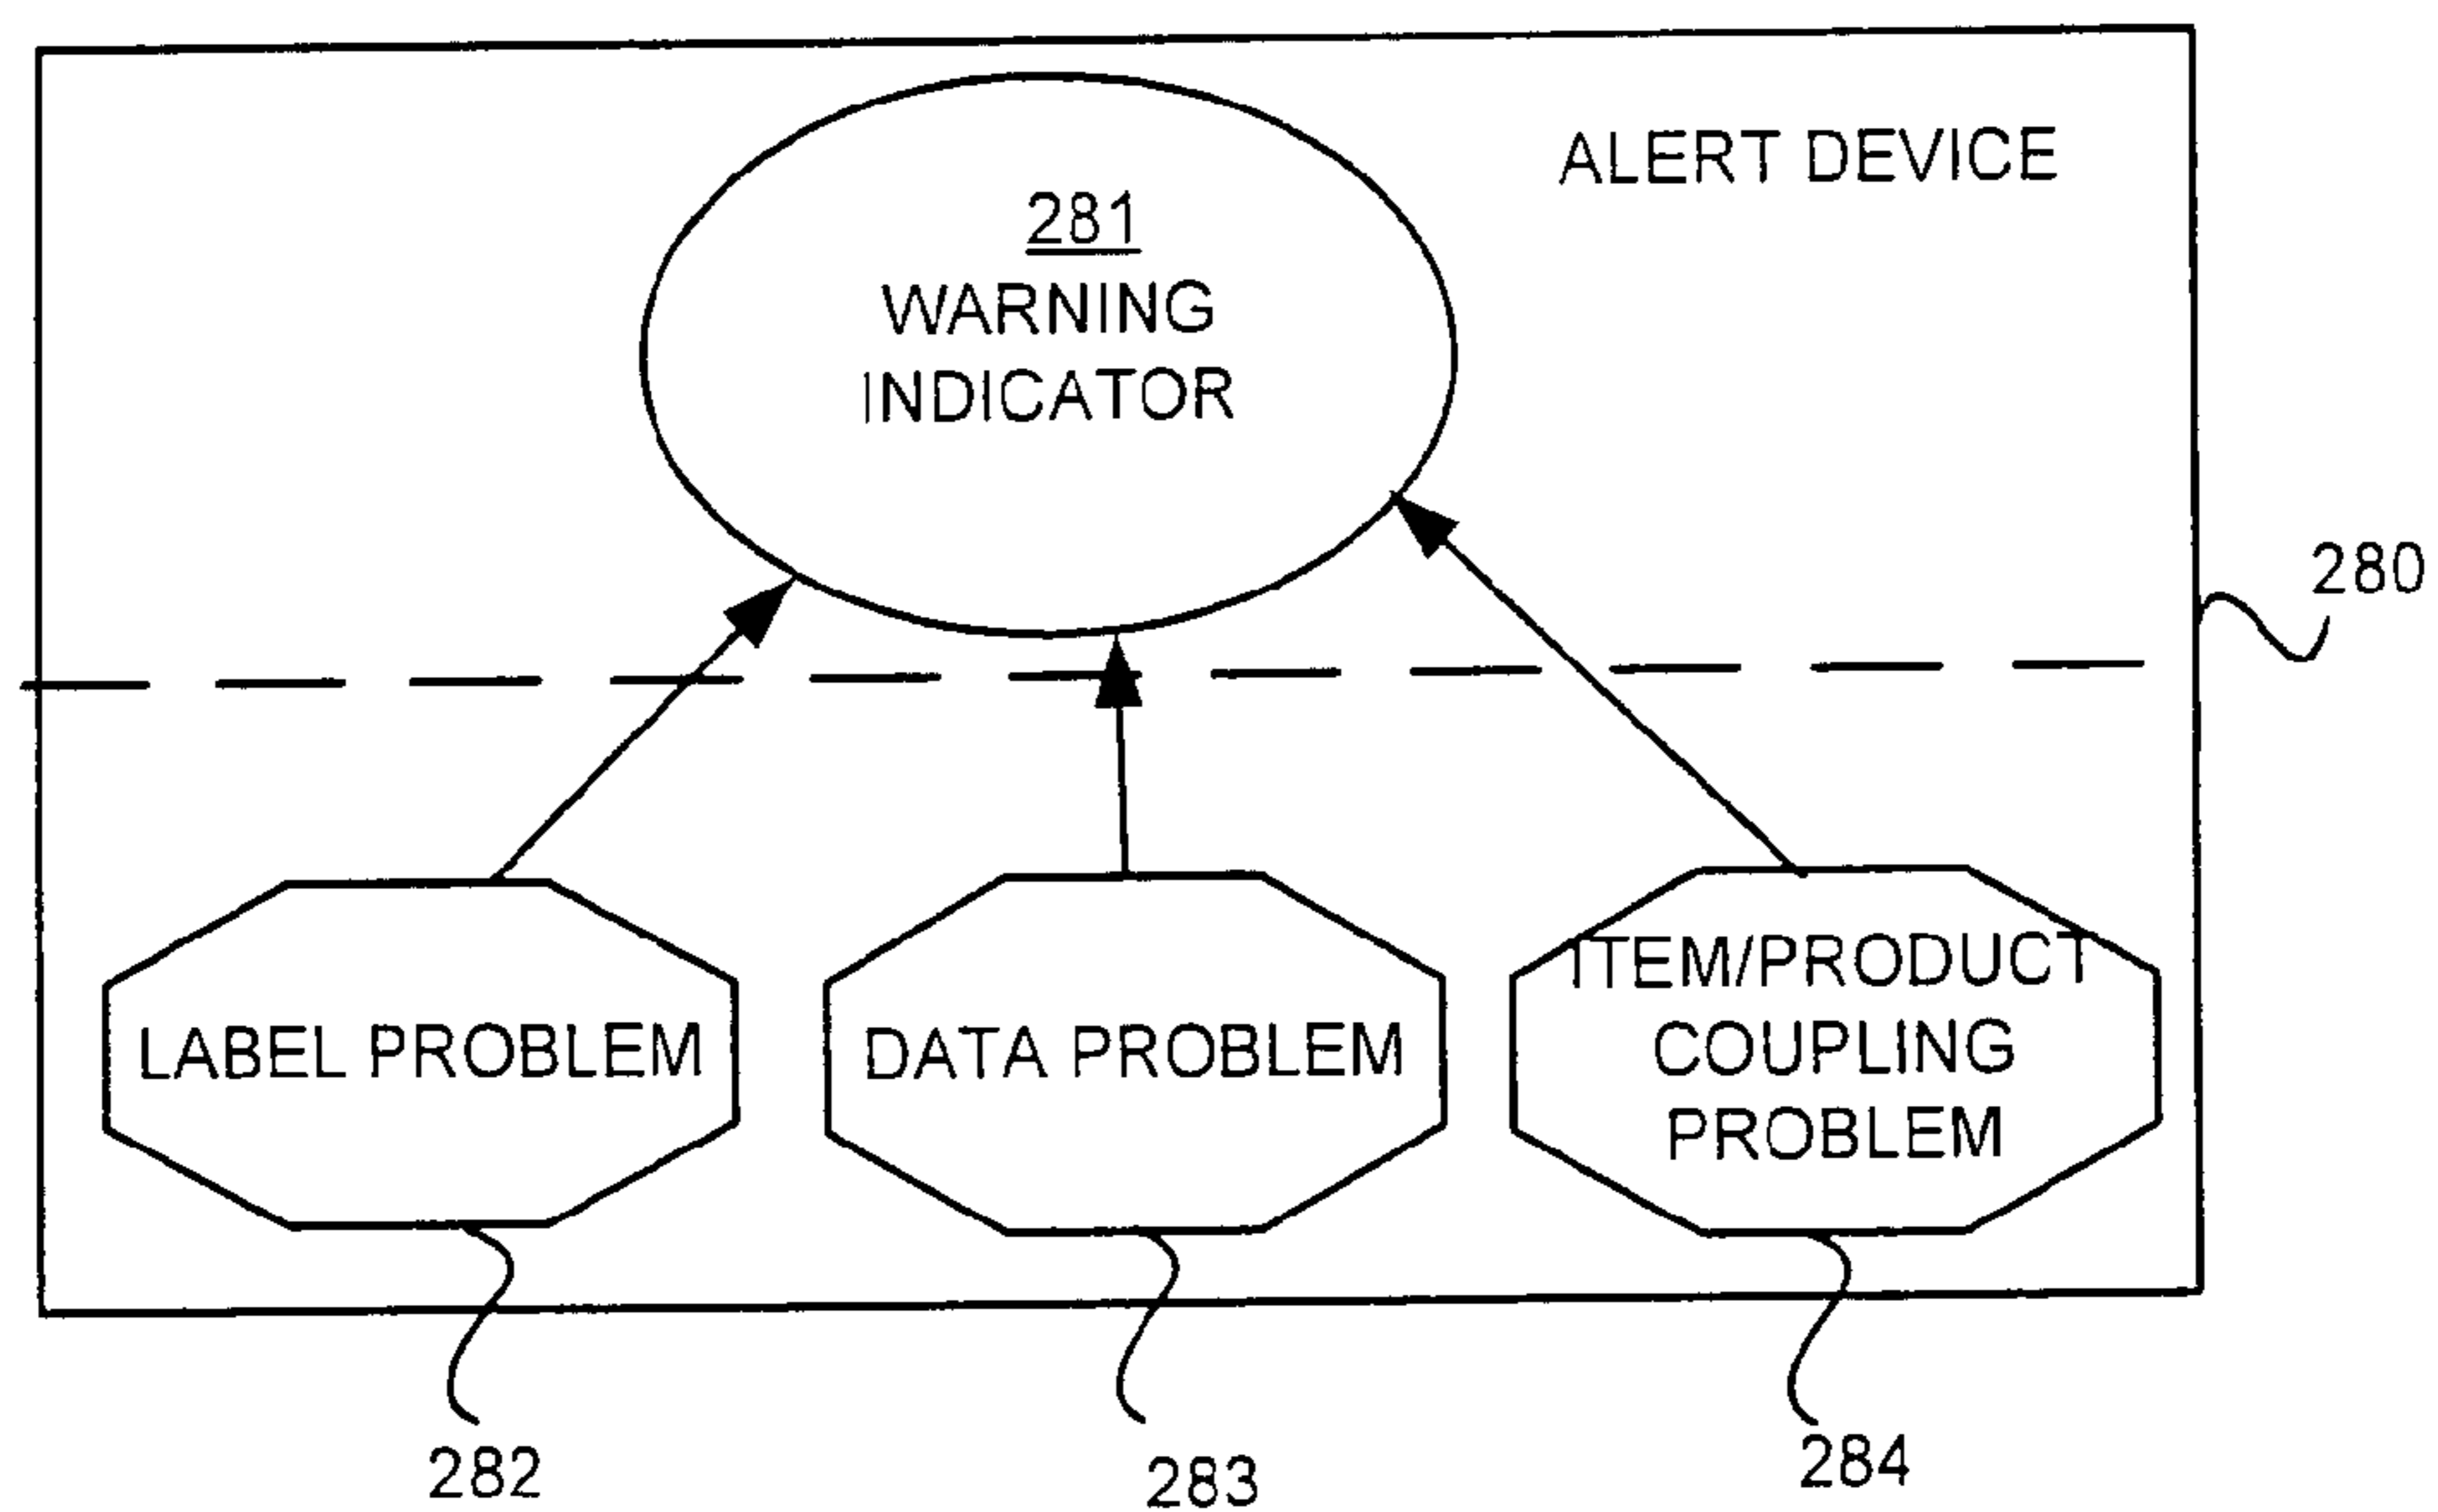 ALERT DEVICE
281
WARNING
INDICATOR
280
LABEL PROBLEM
DATA PROBLEM
ITEM/PRODUCT
COUPLING
PROBLEM
282
283
284